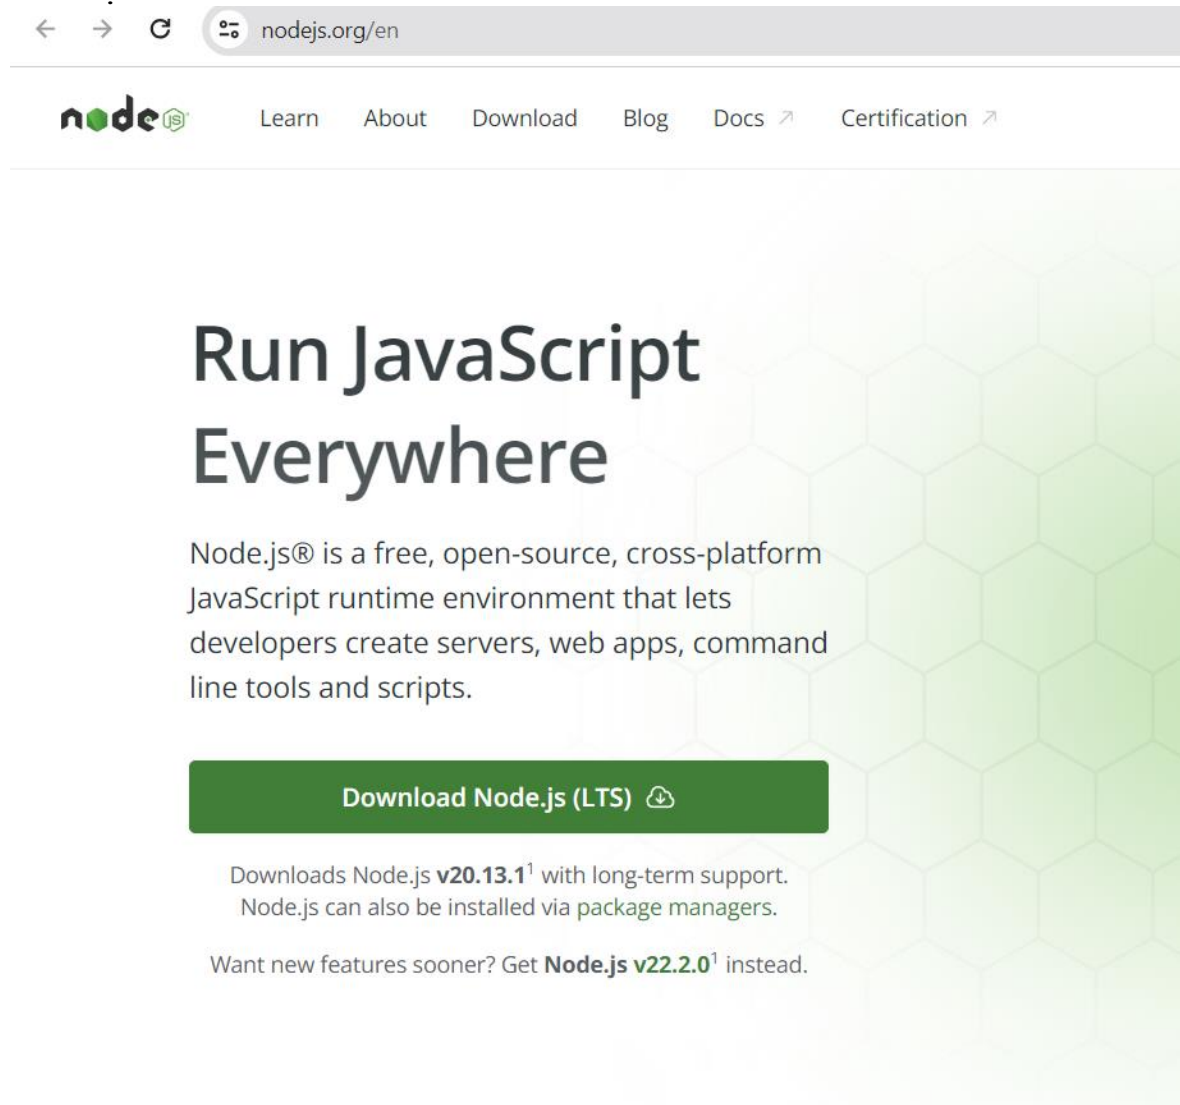 nodejs.org/en
node JS
Learn About Download Blog Docs ↗ Certification ↗
Run JavaScript
Everywhere
Node.js® is a free, open-source, cross-platform
JavaScript runtime environment that lets
developers create servers, web apps, command
line tools and scripts.
Download Node.js (LTS)
Downloads Node.js v20.13.1¹ with long-term support.
Node.js can also be installed via package managers.
Want new features sooner? Get Node.js v22.2.0¹ instead.